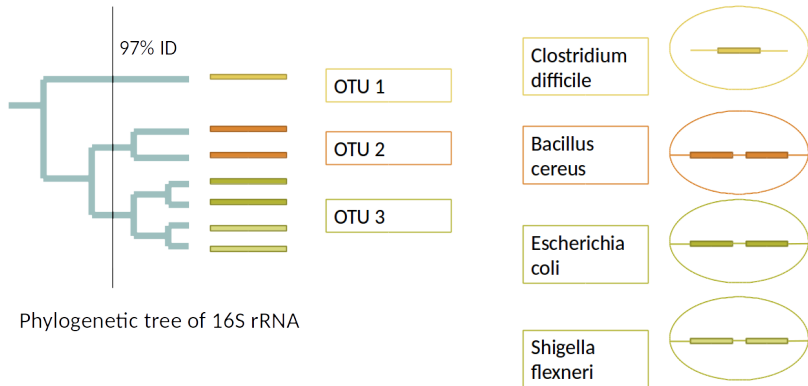 97% ID
OTU 1
OTU 2
OTU 3
Phylogenetic tree of 16S rRNA
Clostridium
difficile
Bacillus
cereus
Escherichia
coli
Shigella
flexneri